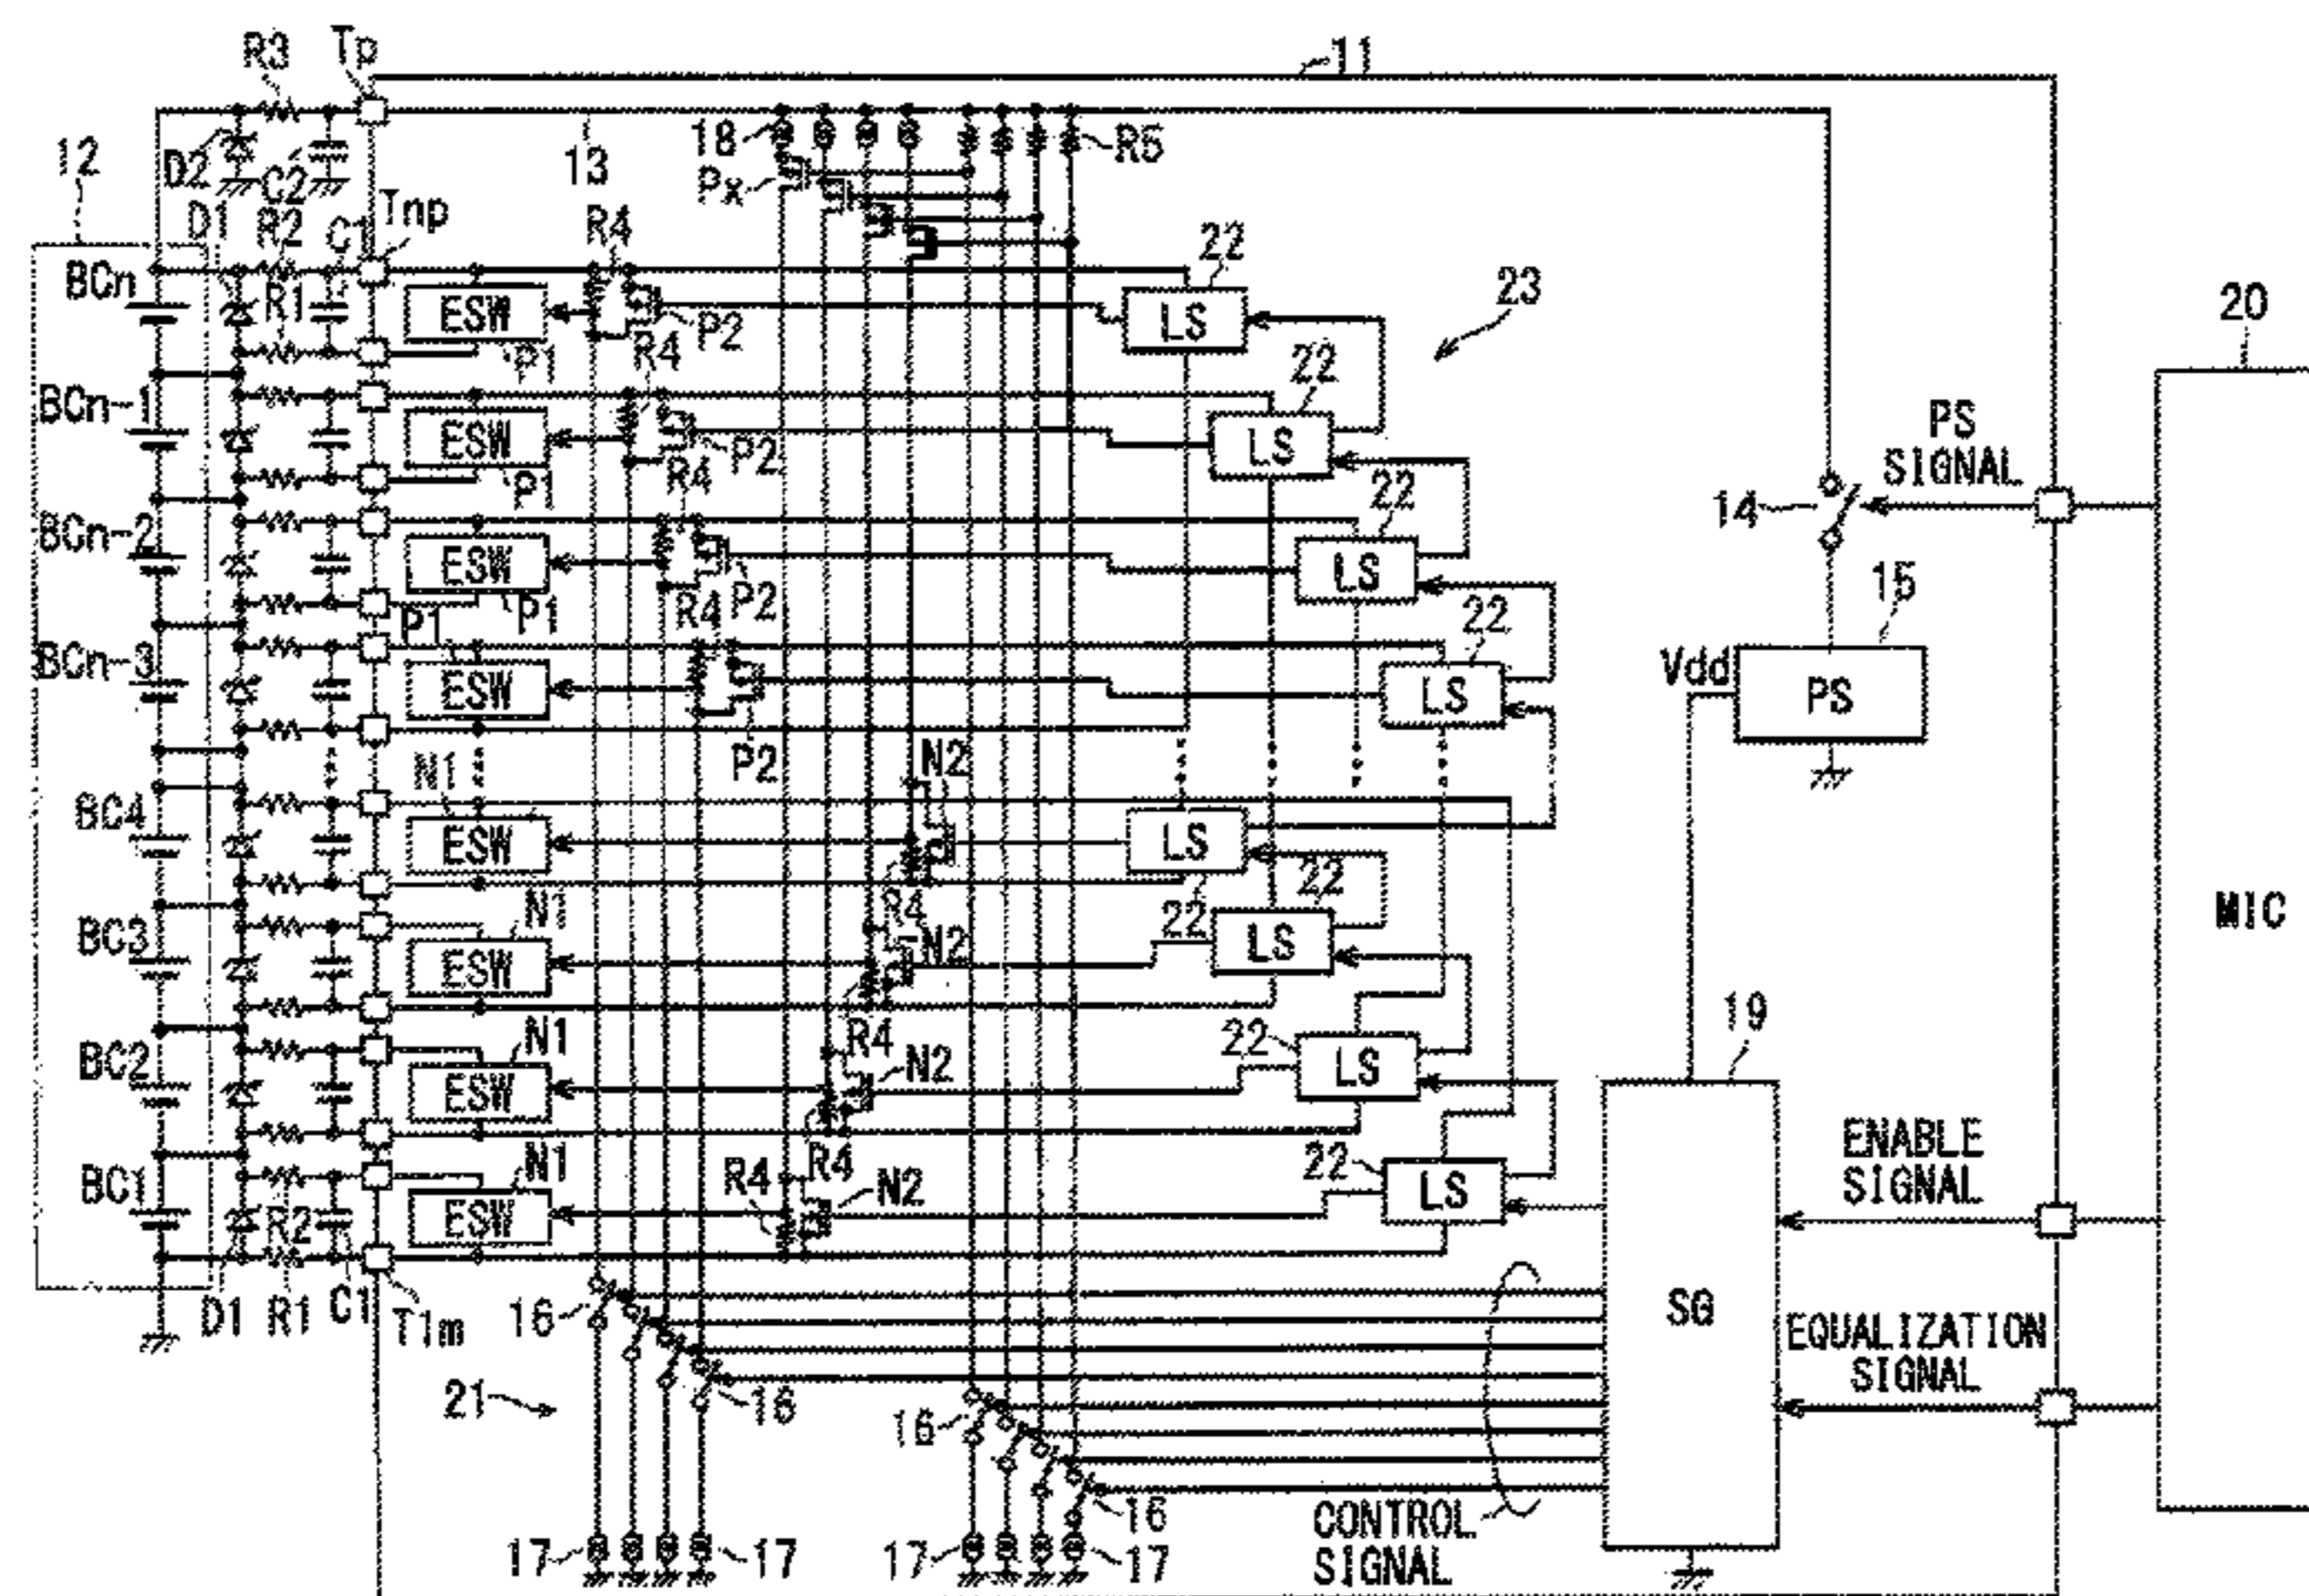 R3 Tp 11
12 D2 C2 13 18 Px R5
D1 R2 C1 Tnp R4 22 23 20
BCn R1 ESW P1 R4 P2 LS
BCn-1 ESW P1 R4 P2 22 LS PS
SIGNAL
BCn-2 ESW P1 P1 R4 P2 22 LS 14
BCn-3 ESW P2 22 LS Vdd 15 PS
BC4 N1 ESW N2 R4 LS 22
BC3 N1 ESW N2 R4 22 LS MIC
BC2 N1 ESW N2 R4 22 LS 19
BC1 N1 ESW R4 N2 22 LS ENABLE
SIGNAL
R2
D1 R1 C1 T1m 16 SG EQUALIZATION
SIGNAL
21 16 16
16 CONTROL
SIGNAL
17 17 17 17